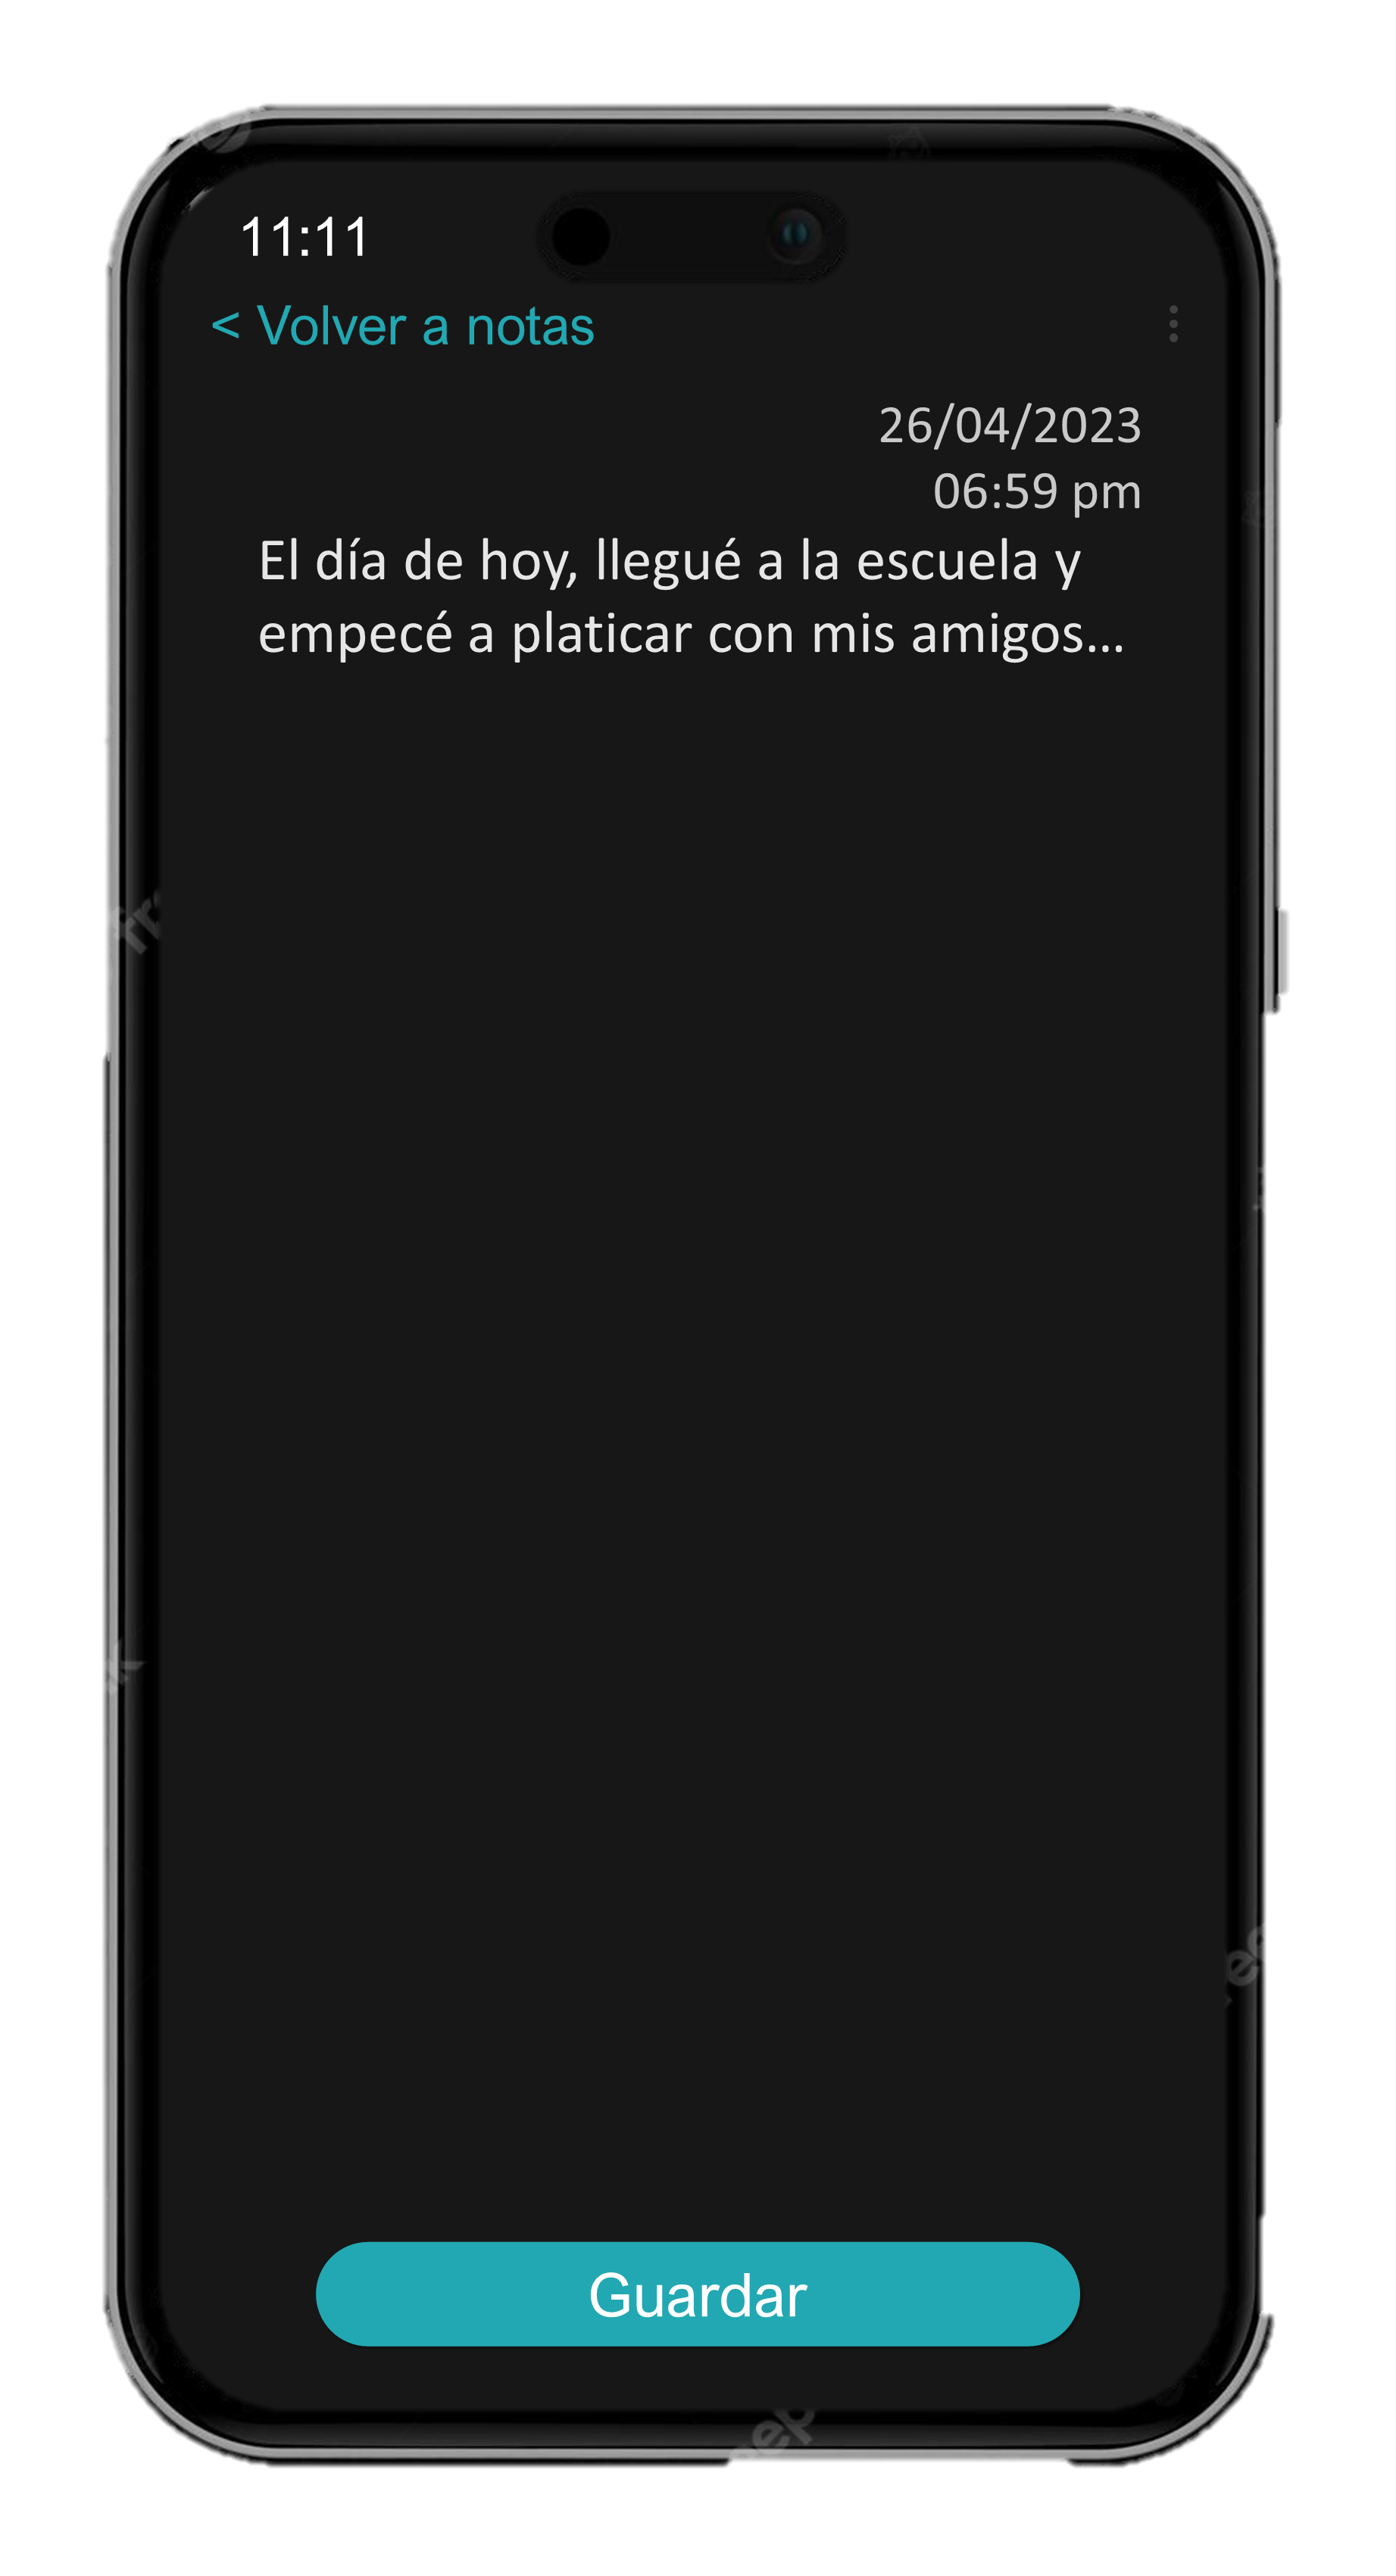 11:11
< Volver a notas
26/04/2023
06:59 pm
El día de hoy, llegué a la escuela y
empecé a platicar con mis amigos...
Guardar